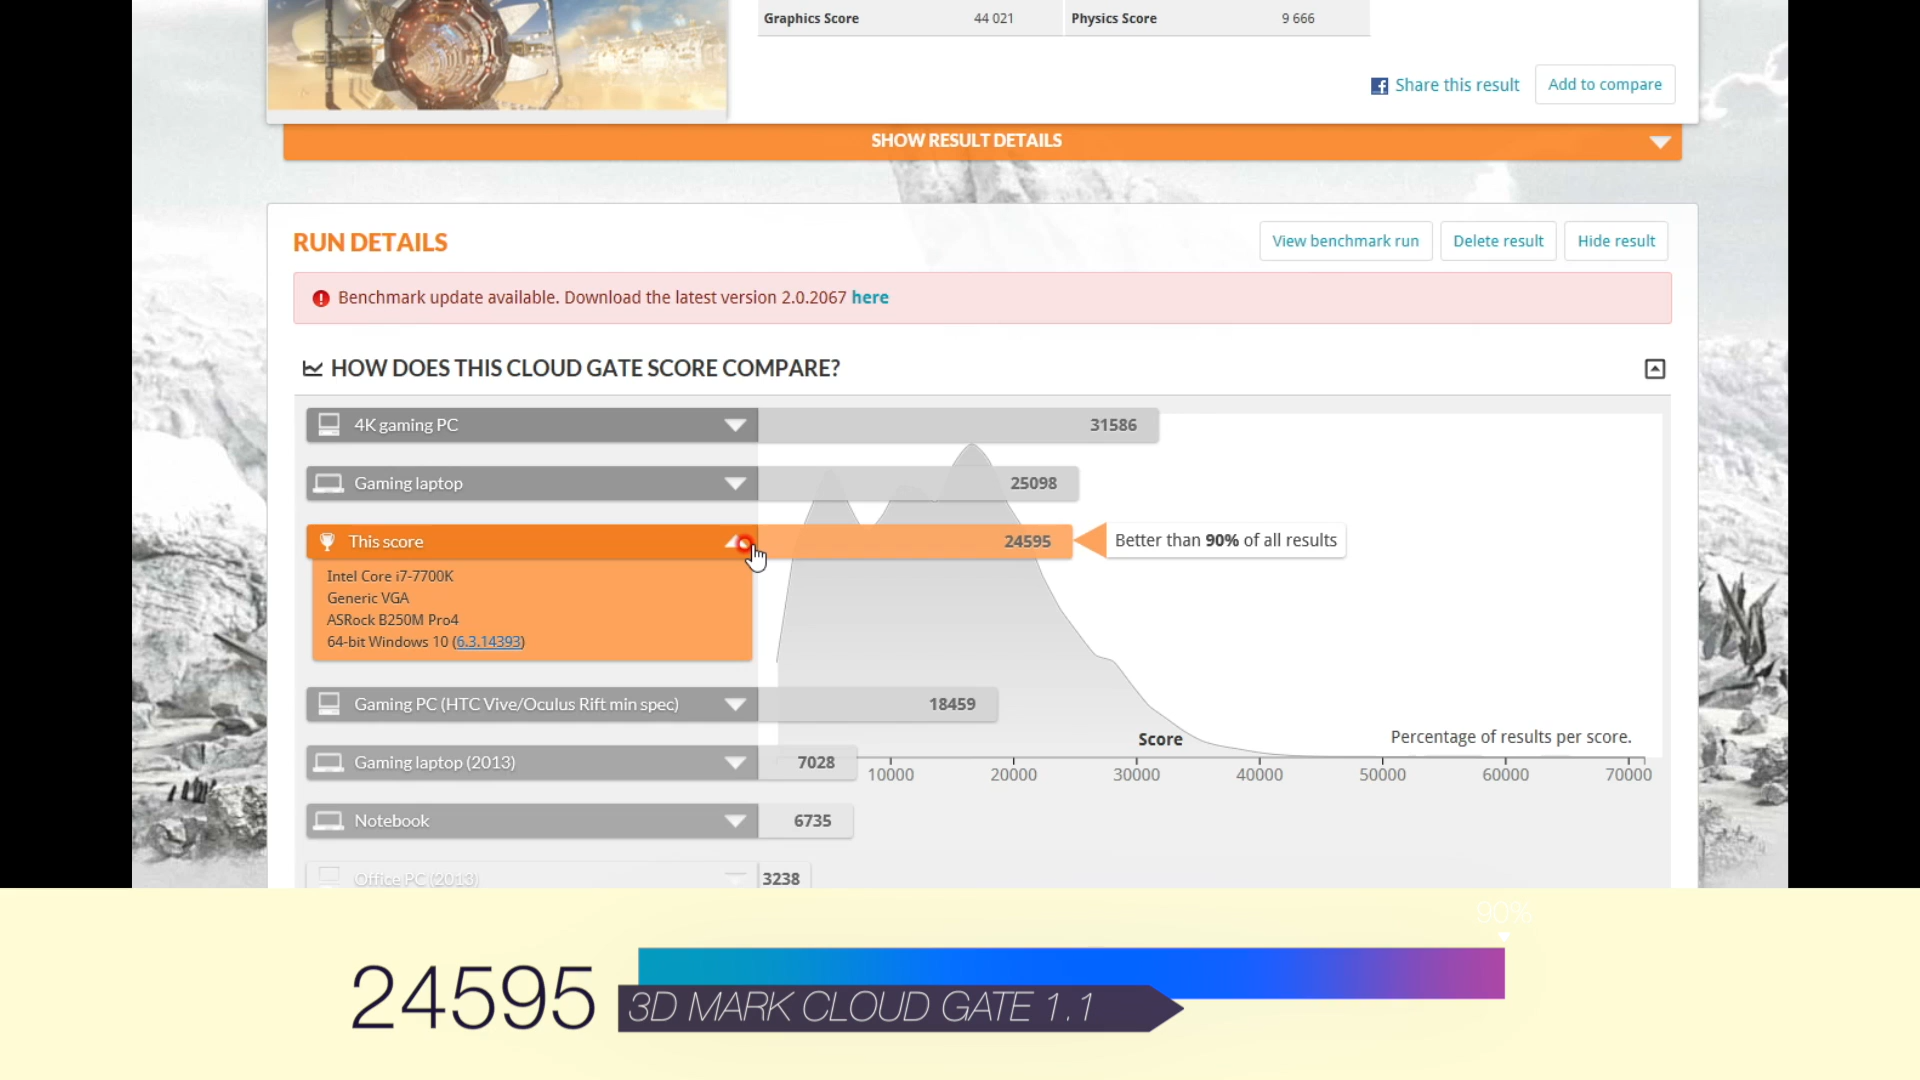 Graphics Score 44 021 Physics Score 9 666
Share this result Add to compare
SHOW RESULT DETAILS
RUN DETAILS
View benchmark run Delete result Hide result
Benchmark update available. Download the latest version 2.0.2067 here
HOW DOES THIS CLOUD GATE SCORE COMPARE?
4K gaming PC 31586
Gaming laptop 25098
This score 24595 Better than 90% of all results
Intel Core i7-7700K
Generic VGA
ASRock B250M Pro4
64-bit Windows 10 (6.3.14393)
Gaming PC (HTC Vive/Oculus Rift min spec) 18459
Score Percentage of results per score.
Gaming laptop (2013) 7028
10000 20000 30000 40000 50000 60000 70000
Notebook 6735
Office PC (2013) 3238
90%
24595
3D MARK CLOUD GATE 1.1